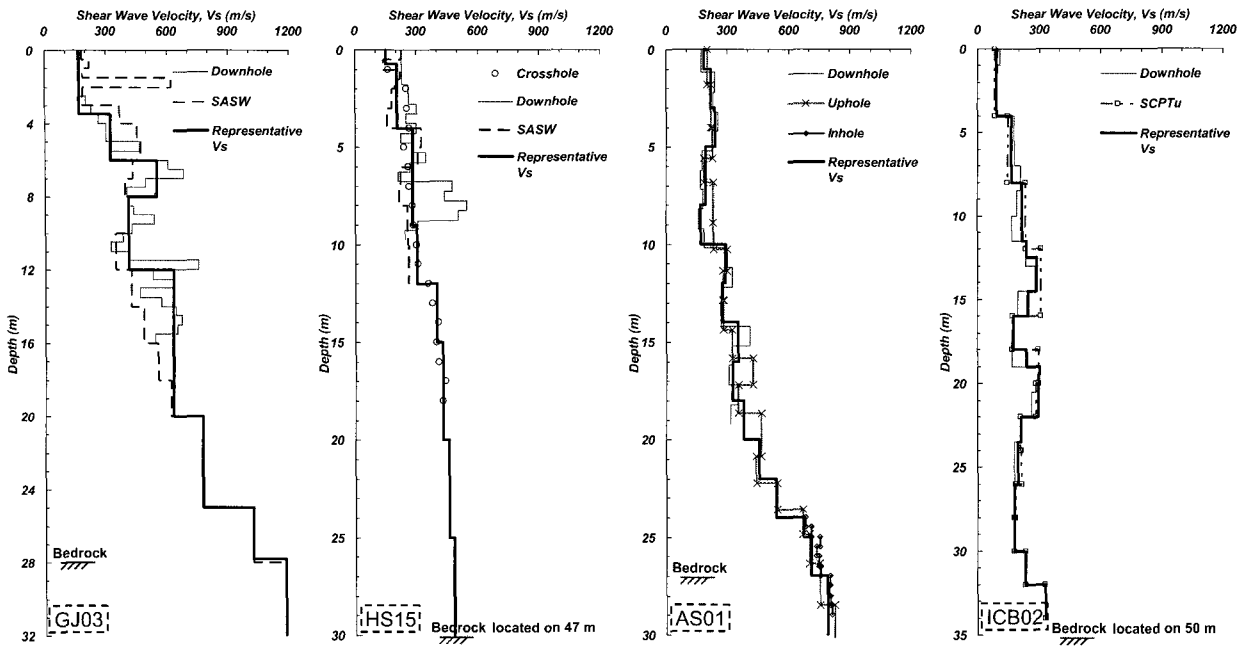 Shear Wave Velocity, Vs (m/s)
0 300 600 900 1200
0
4
8
12
16
20
24
28
32
Depth (m)
Downhole
SASW
Representative
Vs
Bedrock
GJ03
Shear Wave Velocity, Vs (m/s)
0 300 600 900 1200
0
5
10
15
20
25
30
Depth (m)
Crosshole
Downhole
SASW
Representative
Vs
HS15
Bedrock located on 47 m
Shear Wave Velocity, Vs (m/s)
0 300 600 900 1200
0
5
10
15
20
25
30
Depth (m)
Downhole
Uphole
Inhole
Representative
Vs
Bedrock
AS01
Shear Wave Velocity, Vs (m/s)
0 300 600 900 1200
0
5
10
15
20
25
30
35
Depth (m)
Downhole
SCPTu
Representative
Vs
ICB02
Bedrock located on 50 m